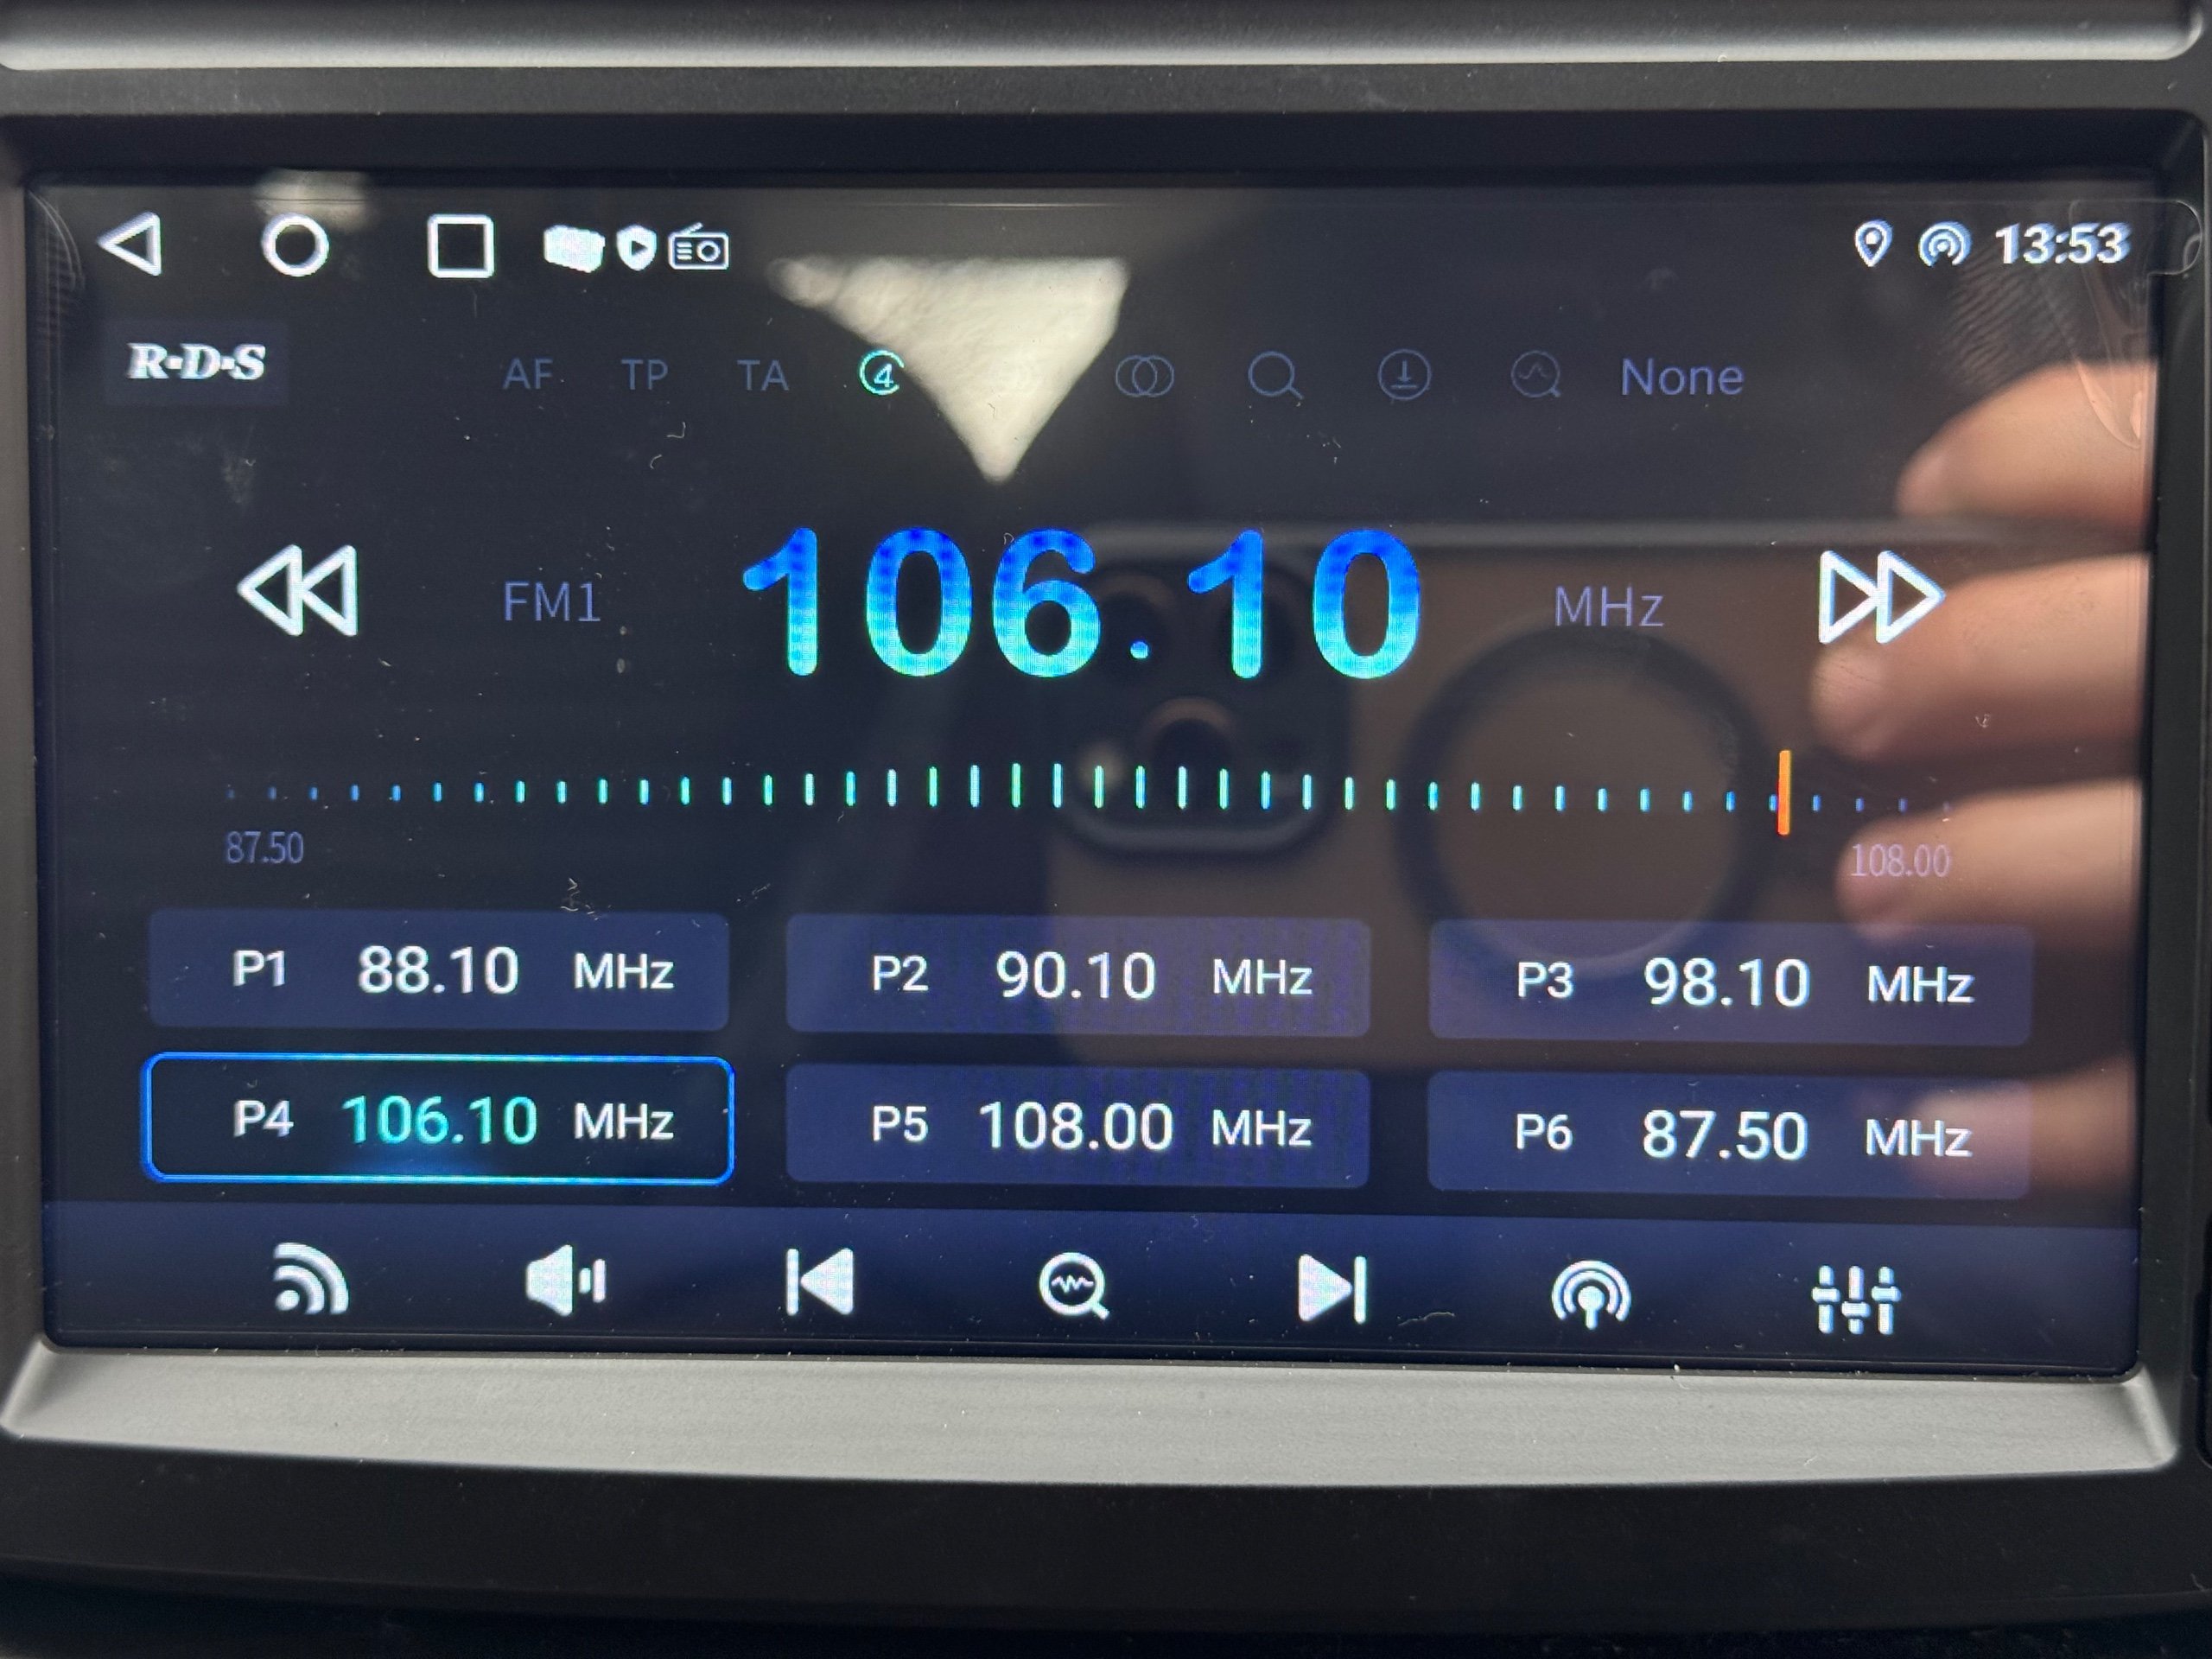 13:53
R·D·S AF TP TA 4 None
FM1 106.10 MHz
87.50 108.00
P1 88.10 MHz P2 90.10 MHz P3 98.10 MHz
P4 106.10 MHz P5 108.00 MHz P6 87.50 MHz